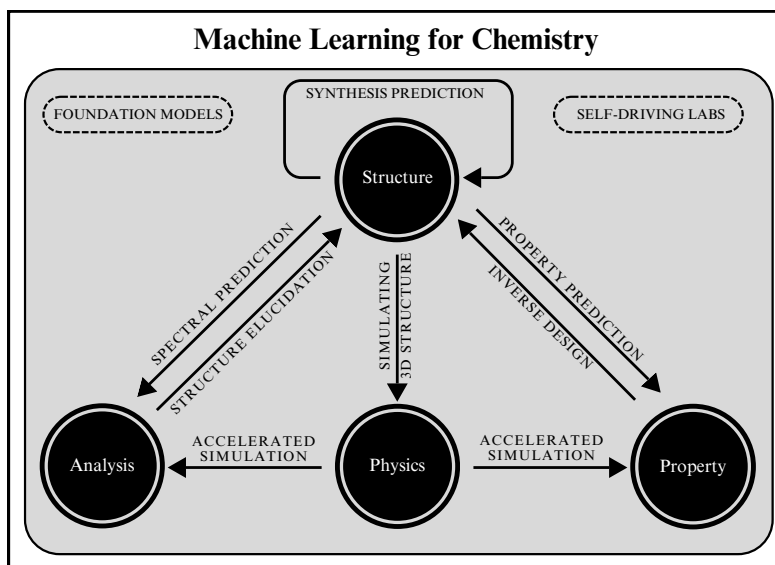 Machine Learning for Chemistry
SYNTHESIS PREDICTION
FOUNDATION MODELS
SELF-DRIVING LABS
Structure
SPECTRAL PREDICTION
STRUCTURE ELUCIDATION
SIMULATING
3D STRUCTURE
PROPERTY PREDICTION
INVERSE DESIGN
Analysis
ACCELERATED
SIMULATION
Physics
ACCELERATED
SIMULATION
Property